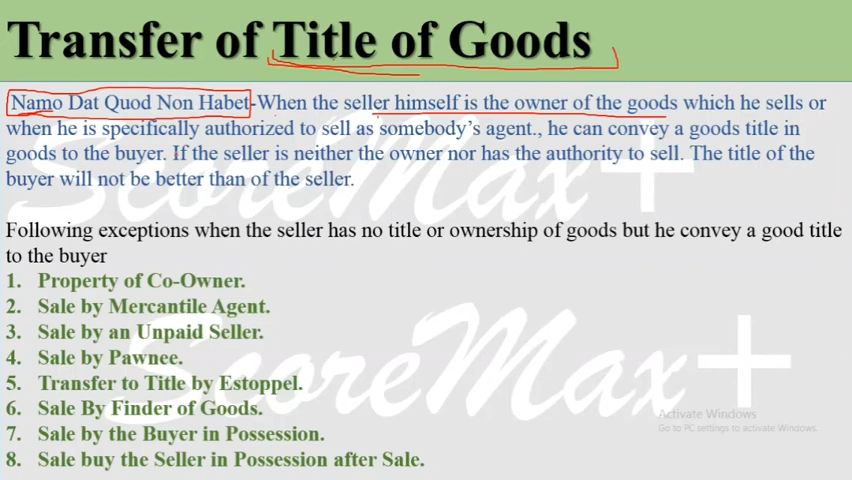 Transfer of Title of Goods
Namo Dat Quod Non Habet-When the seller himself is the owner of the goods which he sells or
when he is specifically authorized to sell as somebody's agent., he can convey a goods title in
goods to the buyer. If the seller is neither the owner nor has the authority to sell. The title of the
buyer will not be better than of the seller.
Following exceptions when the seller has no title or ownership of goods but he convey a good title
to the buyer
1. Property of Co-Owner.
2. Sale by Mercantile Agent.
3. Sale by an Unpaid Seller.
4. Sale by Pawnee.
5. Transfer to Title by Estoppel.
6. Sale By Finder of Goods.
7. Sale by the Buyer in Possession.
8. Sale buy the Seller in Possession after Sale.
ScoreMax+
ScoreMax+
Activate Windows
Go to PC settings to activate Windows.